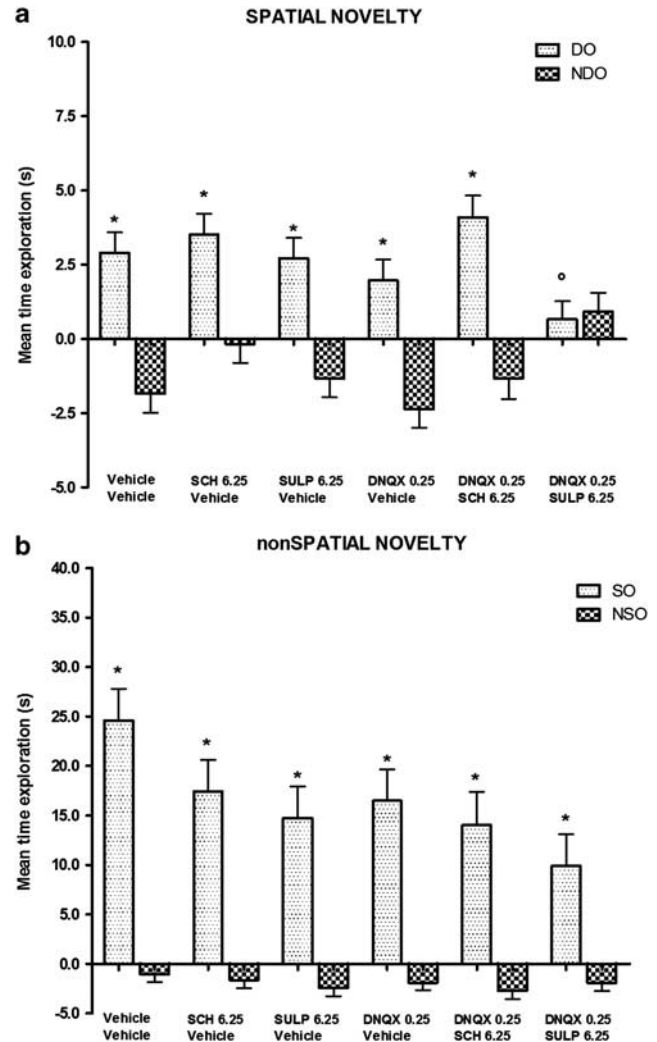 a
SPATIAL NOVELTY
DO
NDO
Mean time exploration (s)
10.0
7.5
5.0
2.5
0.0
-2.5
-5.0
* * * * * °
Vehicle SCH 6.25 SULP 6.25 DNQX 0.25 DNQX 0.25 DNQX 0.25
Vehicle Vehicle Vehicle Vehicle SCH 6.25 SULP 6.25
b
nonSPATIAL NOVELTY
SO
NSO
Mean time exploration (s)
40.0
35.0
30.0
25.0
20.0
15.0
10.0
5.0
0.0
-5.0
* * * * * *
Vehicle SCH 6.25 SULP 6.25 DNQX 0.25 DNQX 0.25 DNQX 0.25
Vehicle Vehicle Vehicle Vehicle SCH 6.25 SULP 6.25